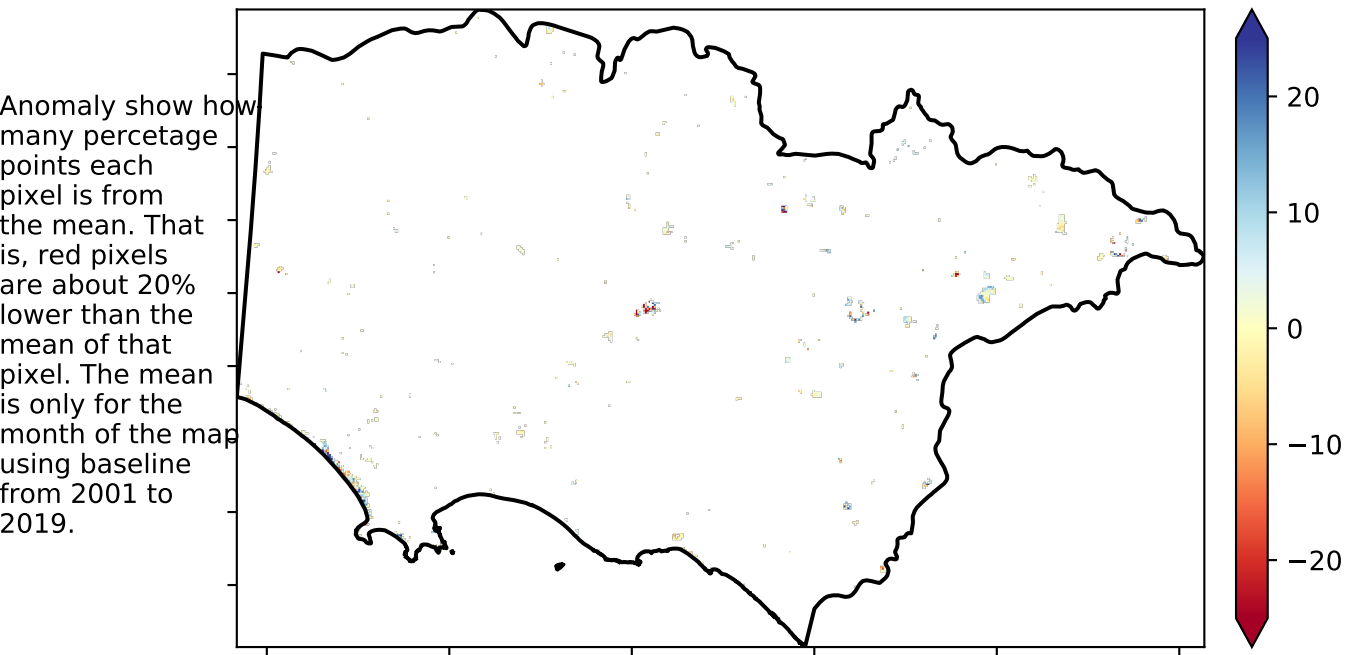 Anomaly show how
many percetage
points each
pixel is from
the mean. That
is, red pixels
are about 20%
lower than the
mean of that
pixel. The mean
is only for the
month of the map
using baseline
from 2001 to
2019.
20
10
0
−10
−20